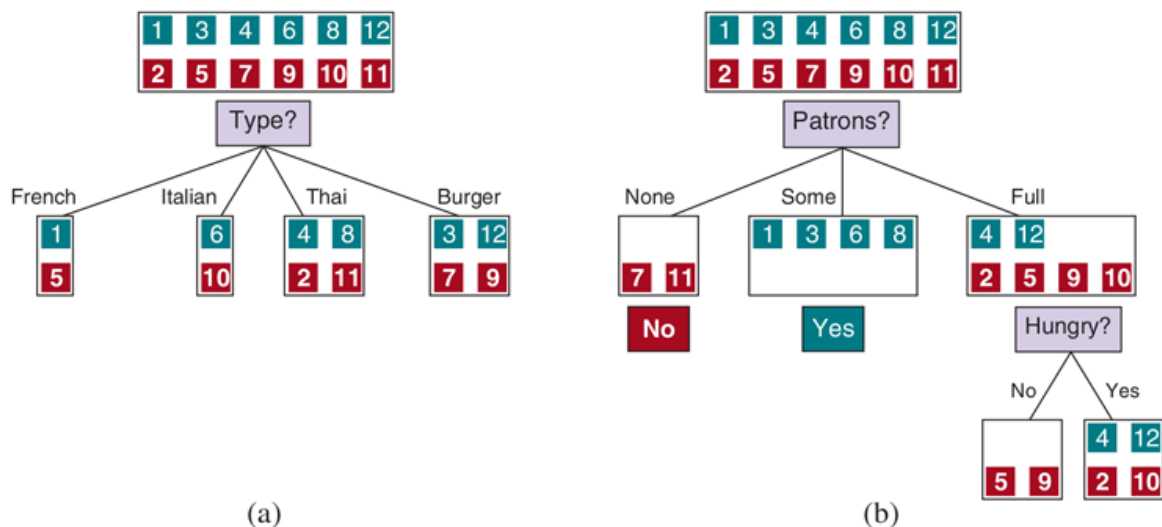 1 3 4 6 8 12
2 5 7 9 10 11
Type?
French Italian Thai Burger
1 6 4 8 3 12
5 10 2 11 7 9
(a)
1 3 4 6 8 12
2 5 7 9 10 11
Patrons?
None Some Full
1 3 6 8 4 12
7 11 2 5 9 10
No Yes Hungry?
No Yes
4 12
5 9 2 10
(b)